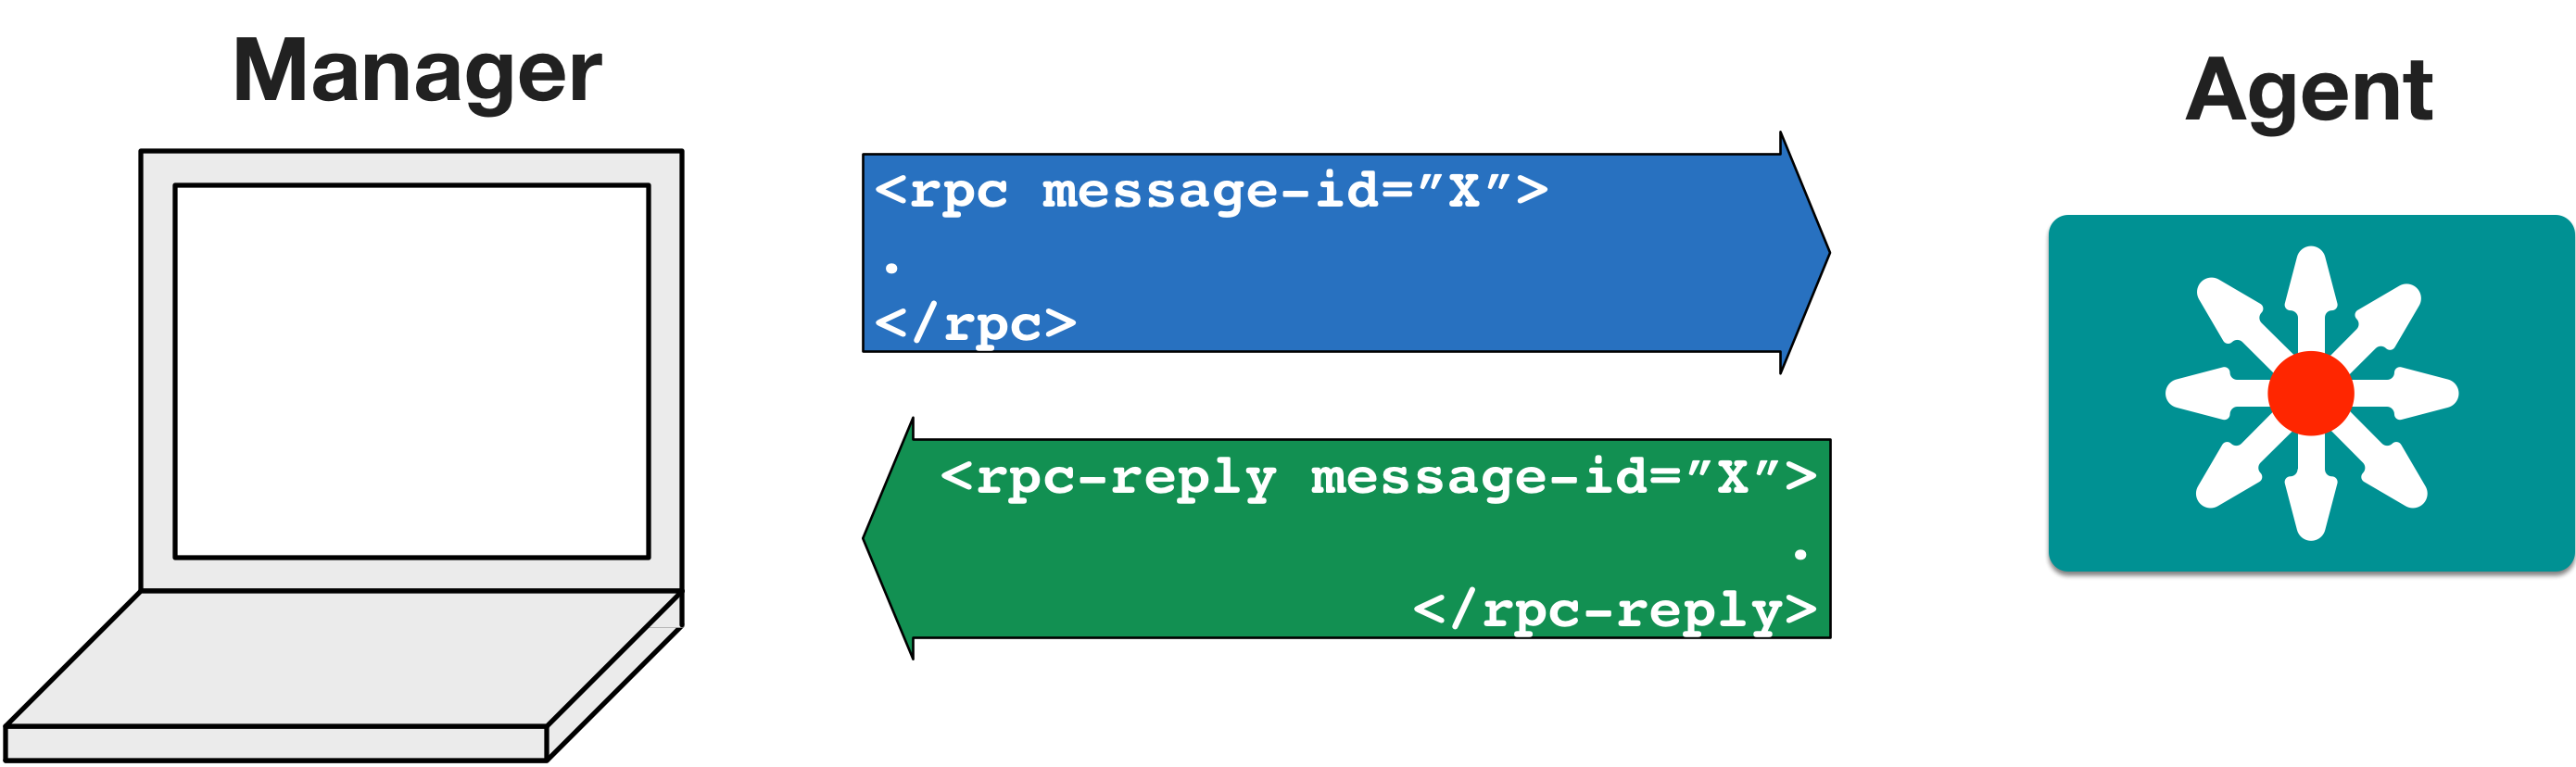 Manager
Agent
<rpc message-id=″X″>
.
</rpc>
<rpc-reply message-id=″X″>
.
</rpc-reply>